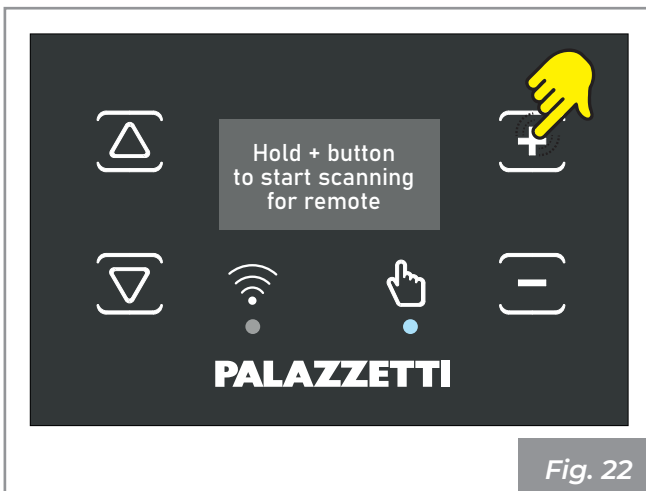 Hold + button
to start scanning
for remote
+
−
PALAZZETTI
Fig. 22